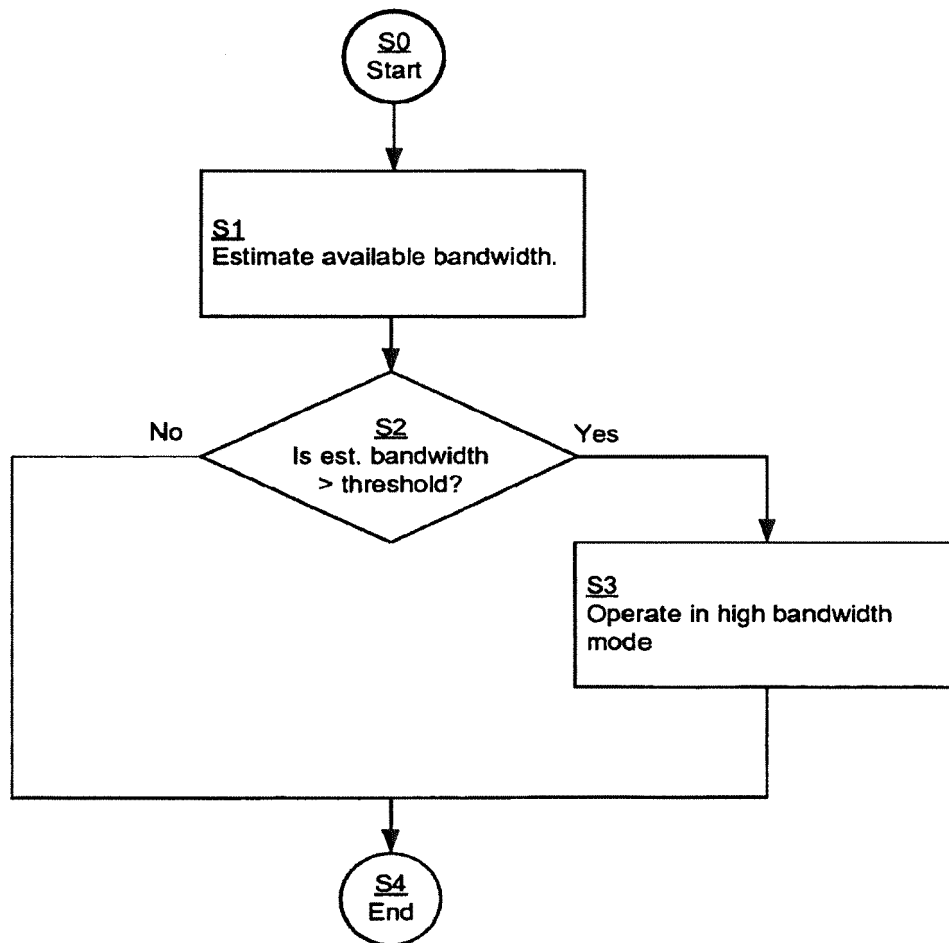 S0
Start
S1
Estimate available bandwidth.
No
S2
Yes
Is est. bandwidth
> threshold?
S3
Operate in high bandwidth
mode
S4
End